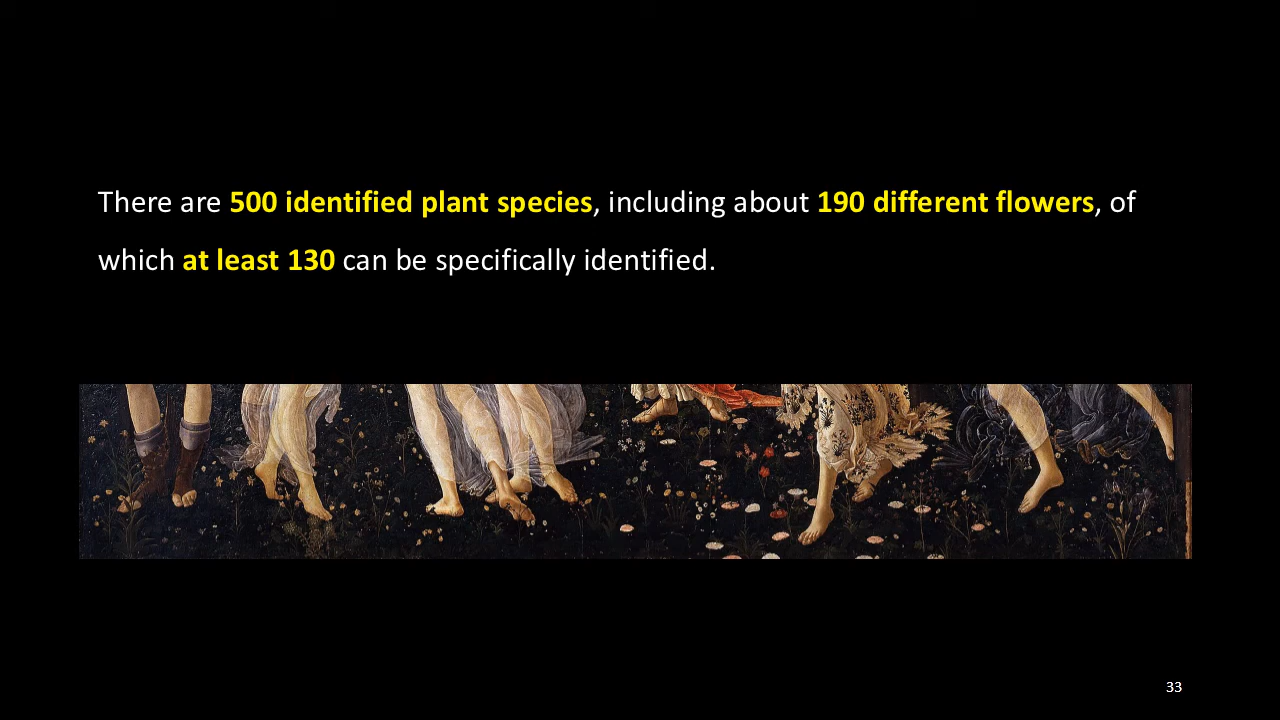 There are 500 identified plant species, including about 190 different flowers, of
which at least 130 can be specifically identified.
33